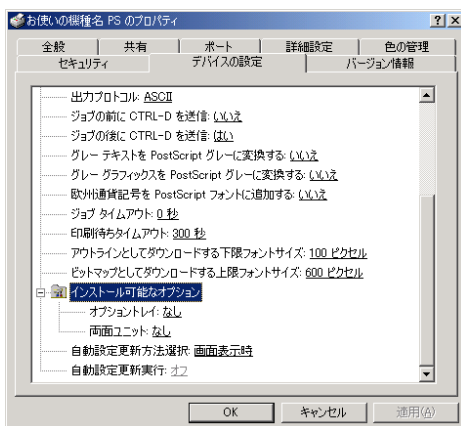 お使いの機種名 PS のプロパティ
全般 共有 ポート 詳細設定 色の管理
セキュリティ デバイスの設定 バージョン情報
出力プロトコル: ASCII
ジョブの前に CTRL-D を送信: いいえ
ジョブの後に CTRL-D を送信: はい
グレー テキストを PostScript グレーに変換する: いいえ
グレー グラフィックスを PostScript グレーに変換する: いいえ
欧州通貨記号を PostScript フォントに追加する: いいえ
ジョブ タイムアウト: 0 秒
印刷待ちタイムアウト: 300 秒
アウトラインとしてダウンロードする下限フォントサイズ: 100 ピクセル
ビットマップとしてダウンロードする上限フォントサイズ: 600 ピクセル
インストール可能なオプション
オプショントレイ: なし
両面ユニット: なし
自動設定更新方法選択: 画面表示時
自動設定更新実行: オフ
OK キャンセル 適用(A)